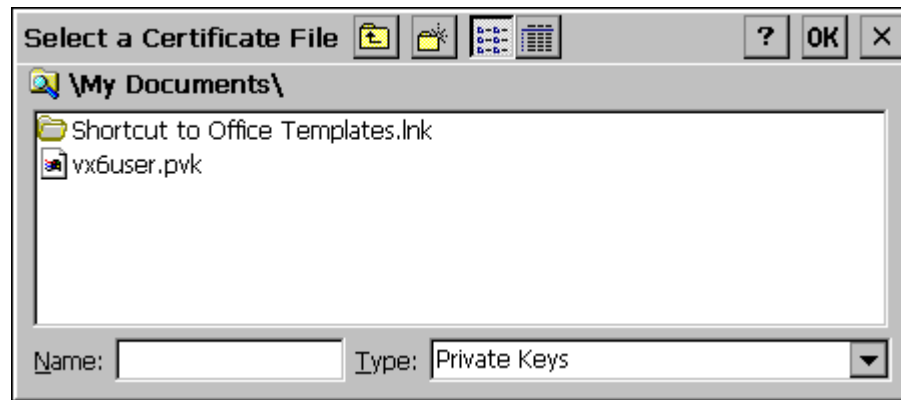 Select a Certificate File ? OK ×
\My Documents\
Shortcut to Office Templates.lnk
vx6user.pvk
Name: Type: Private Keys